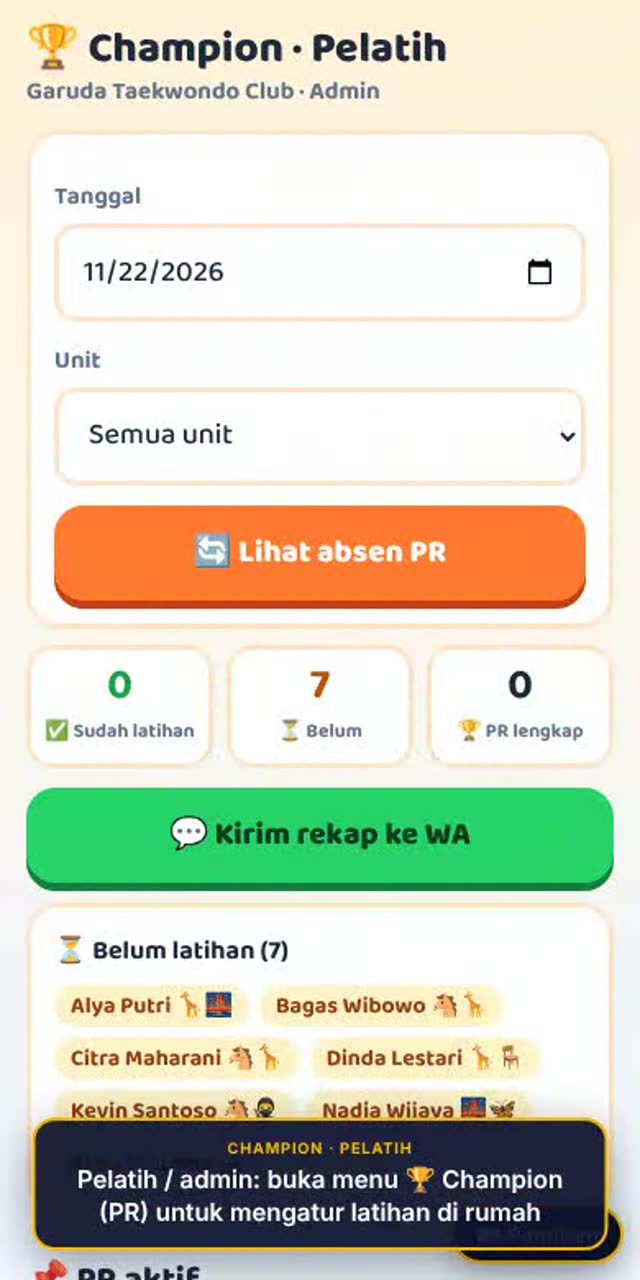 🏆 Champion · Pelatih
Garuda Taekwondo Club · Admin
Tanggal
11/22/2026
Unit
Semua unit
🔄 Lihat absen PR
0
✅ Sudah latihan
7
⏳ Belum
0
🏆 PR lengkap
💬 Kirim rekap ke WA
⏳ Belum latihan (7)
Alya Putri 🦒🌉 Bagas Wibowo 🐴🦒
Citra Maharani 🐴🦒 Dinda Lestari 🦒🪑
Kevin Santoso 🐴🥷 Nadia Wijaya 🌉🦋
CHAMPION · PELATIH
Pelatih / admin: buka menu 🏆 Champion
(PR) untuk mengatur latihan di rumah
📌 PR aktif